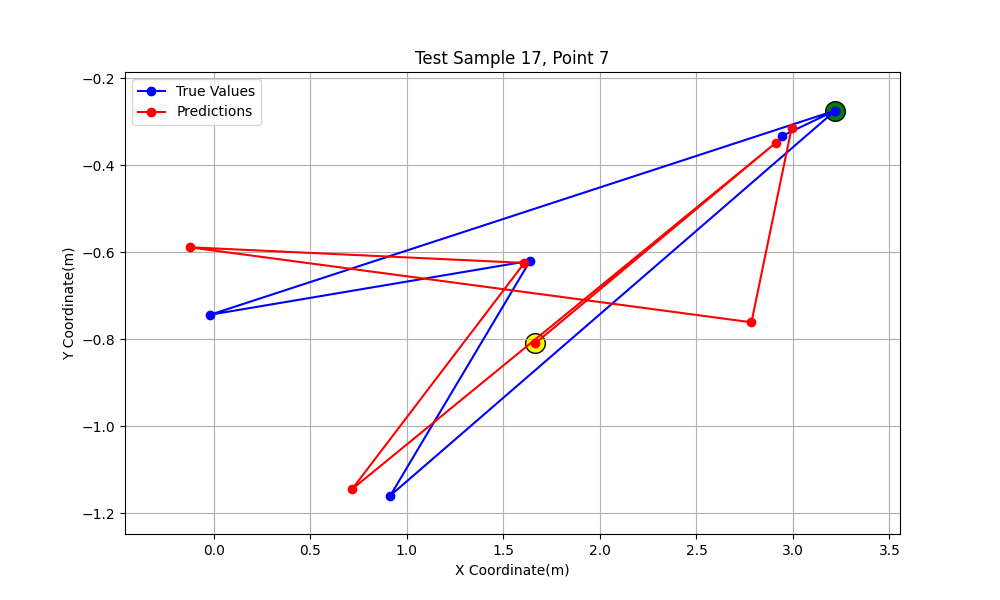 Test Sample 17, Point 7
True Values
Predictions
−0.2
−0.4
−0.6
−0.8
−1.0
−1.2
Y Coordinate(m)
0.0 0.5 1.0 1.5 2.0 2.5 3.0 3.5
X Coordinate(m)